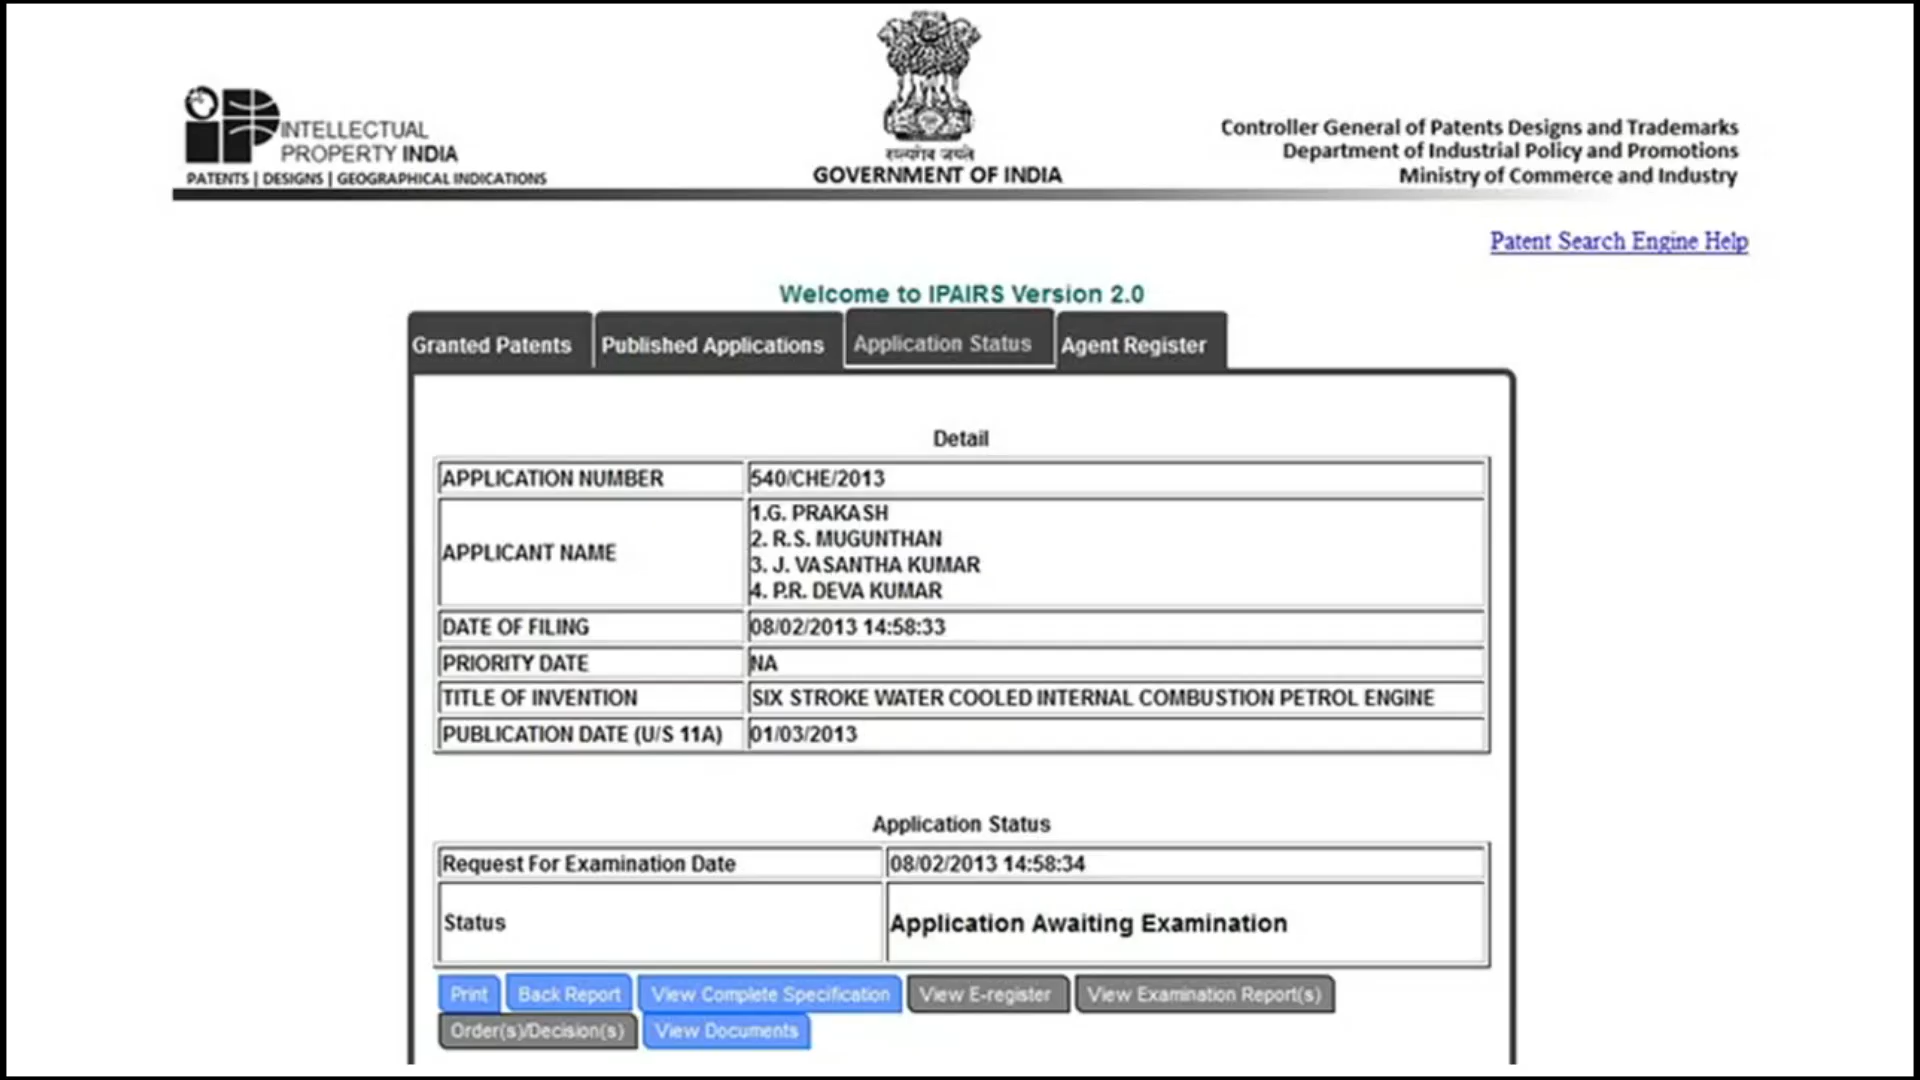 INTELLECTUAL
PROPERTY INDIA
PATENTS | DESIGNS | GEOGRAPHICAL INDICATIONS
सत्यमेव जयते
GOVERNMENT OF INDIA
Controller General of Patents Designs and Trademarks
Department of Industrial Policy and Promotions
Ministry of Commerce and Industry
Patent Search Engine Help
Welcome to IPAIRS Version 2.0
Granted Patents Published Applications Application Status Agent Register
Detail
APPLICATION NUMBER 540/CHE/2013
APPLICANT NAME
1.G. PRAKASH
2. R.S. MUGUNTHAN
3. J. VASANTHA KUMAR
4. P.R. DEVA KUMAR
DATE OF FILING 08/02/2013 14:58:33
PRIORITY DATE NA
TITLE OF INVENTION SIX STROKE WATER COOLED INTERNAL COMBUSTION PETROL ENGINE
PUBLICATION DATE (U/S 11A) 01/03/2013
Application Status
Request For Examination Date 08/02/2013 14:58:34
Status Application Awaiting Examination
Print Back Report View Complete Specification View E-register View Examination Report(s)
Order(s)/Decision(s) View Documents